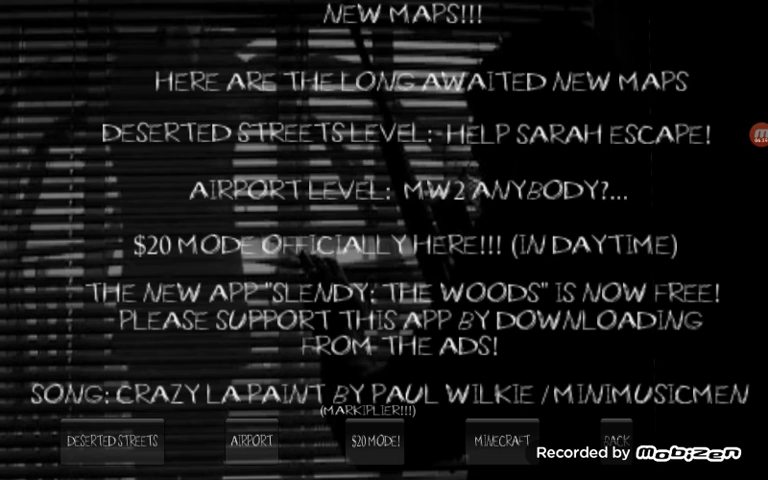 NEW MAPS!!!
HERE ARE THE LONG AWAITED NEW MAPS
DESERTED STREETS LEVEL:- HELP SARAH ESCAPE!
AIRPORT LEVEL: MW2 ANYBODY?...
$20 MODE OFFICIALLY HERE!!! (IN DAYTIME)
THE NEW APP "SLENDY: THE WOODS" IS NOW FREE!
PLEASE SUPPORT THIS APP BY DOWNLOADING
FROM THE ADS!
SONG: CRAZY LA PAINT BY PAUL WILKIE / MINIMUSICMEN
(MARKIPLIER!!!)
DESERTED STREETS
AIRPORT
$20 MODE!
MINECRAFT
BACK
Recorded by mobizen